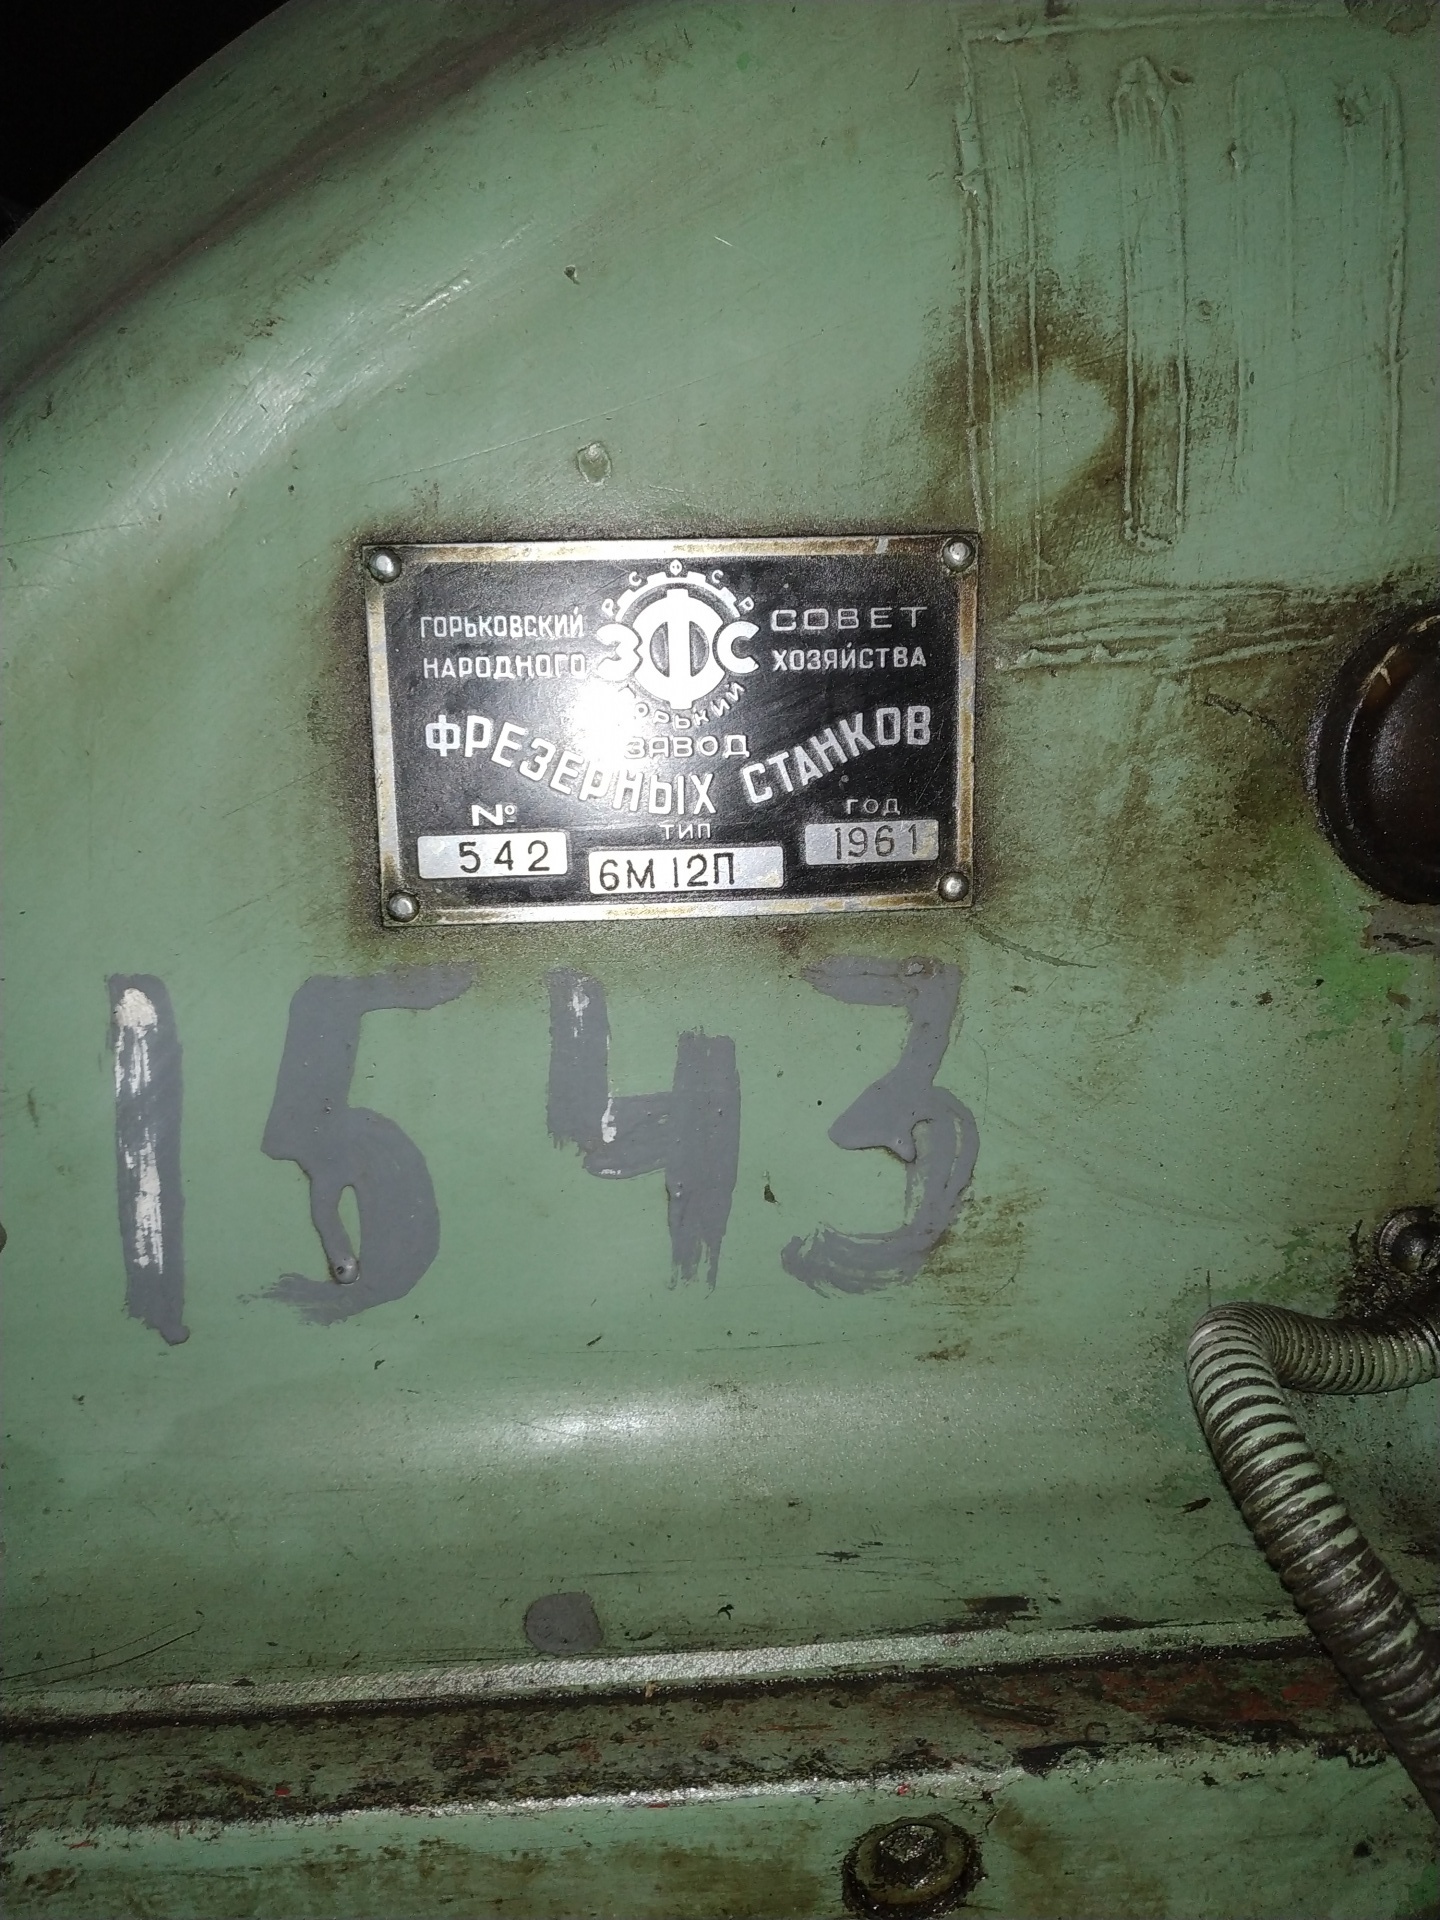 РСФСР
ГОРЬКОВСКИЙ ЗФС СОВЕТ
НАРОДНОГО ХОЗЯЙСТВА
ГОРЬКИЙ
ЗАВОД
ФРЕЗЕРНЫХ СТАНКОВ
№ ТИП ГОД
542 6М12П 1961
1543